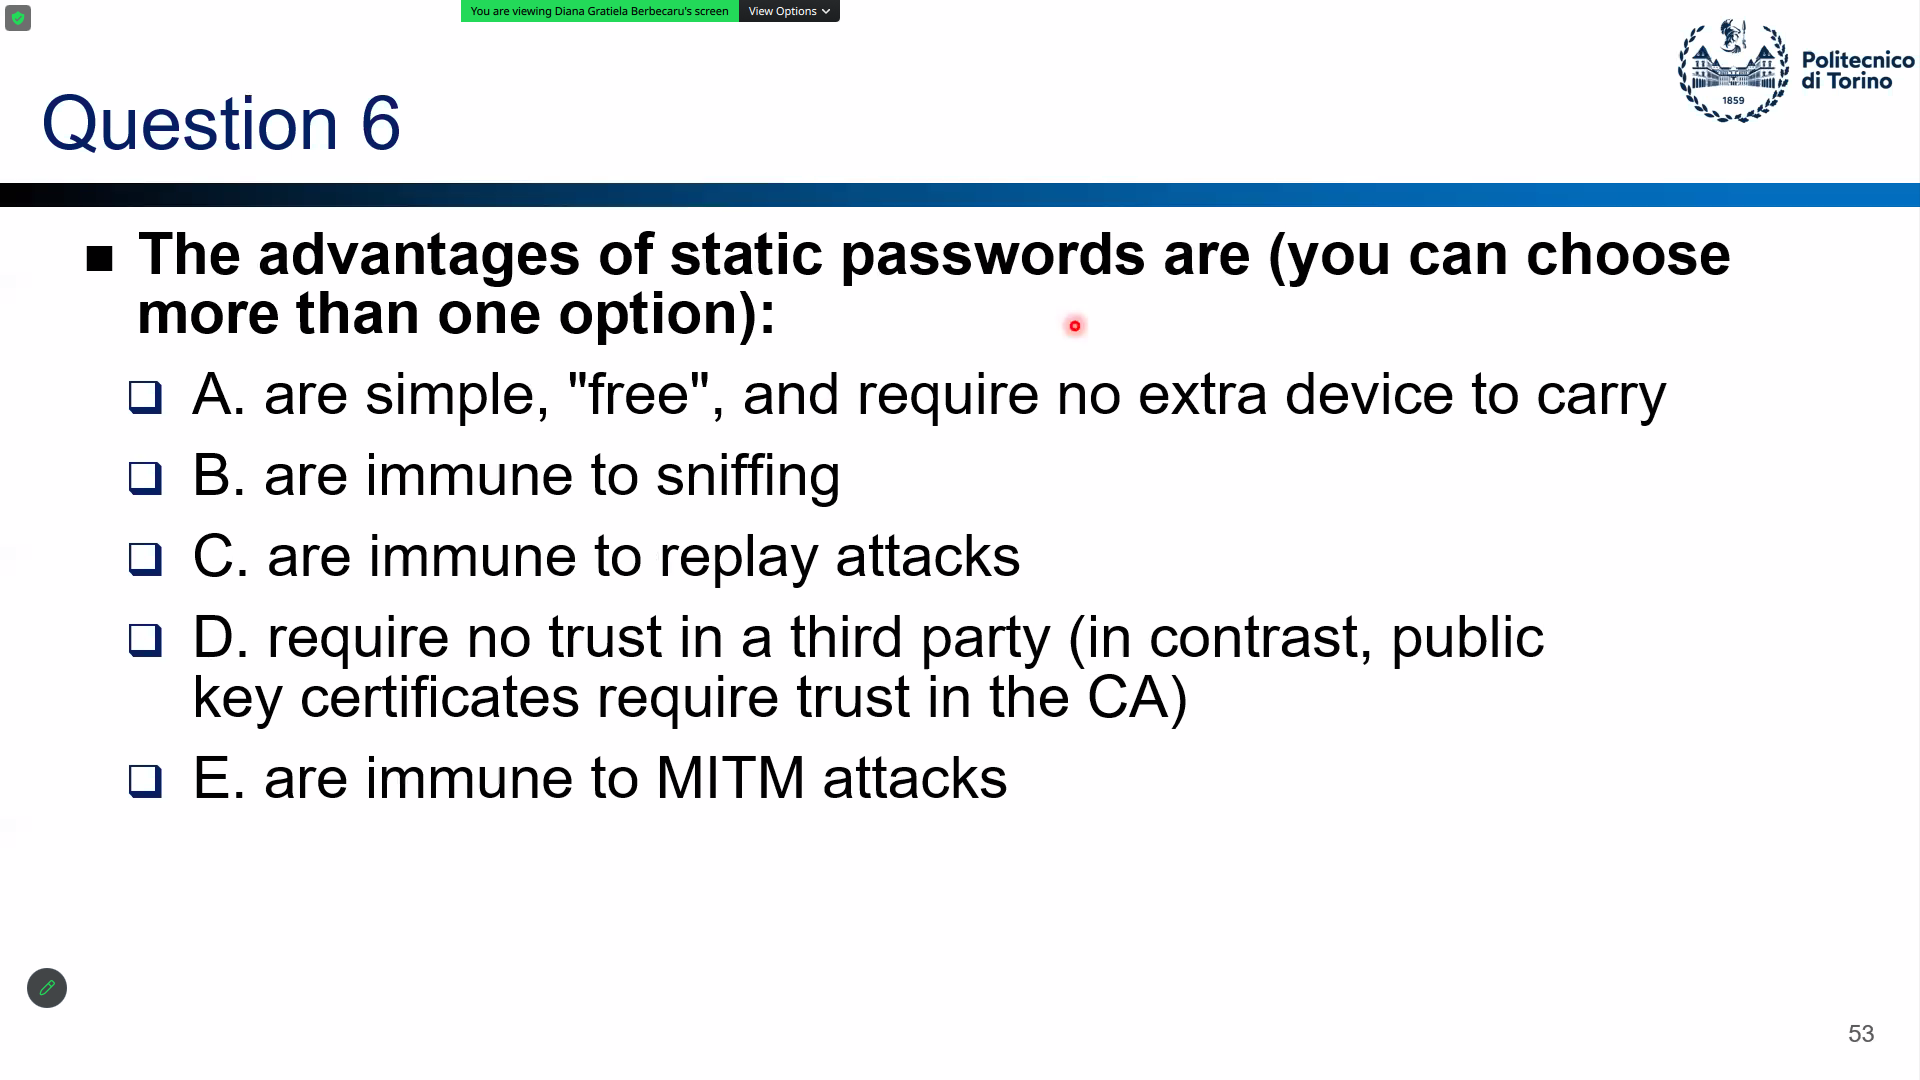 You are viewing Diana Gratiela Berbecaru's screen View Options
Politecnico
di Torino
1859
Question 6
The advantages of static passwords are (you can choose
more than one option):
A. are simple, "free", and require no extra device to carry
B. are immune to sniffing
C. are immune to replay attacks
D. require no trust in a third party (in contrast, public
key certificates require trust in the CA)
E. are immune to MITM attacks
53